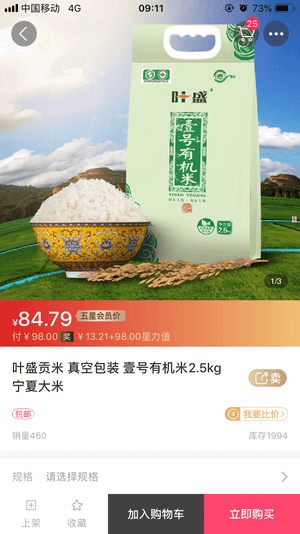 中国移动 4G 09:11 73%
25
叶盛
壹号有机米
2.5
1/3
¥84.79 五星会员价
付￥98.00 奖 ￥13.21+98.00星力值
叶盛贡米 真空包装 壹号有机米2.5kg
宁夏大米
卖
包邮 我要比价>
销量460 库存1994
规格 请选择规格
上架 收藏 加入购物车 立即购买